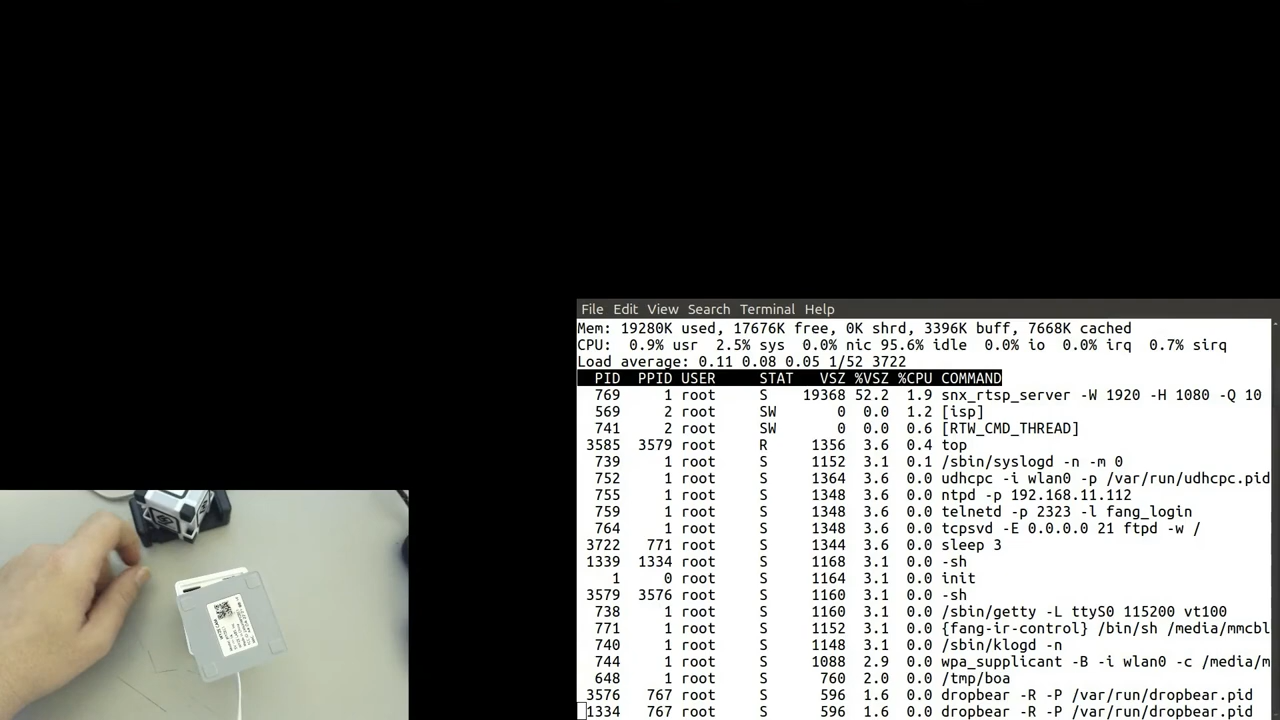 File Edit View Search Terminal Help
Mem: 19280K used, 17676K free, 0K shrd, 3396K buff, 7668K cached
CPU: 0.9% usr 2.5% sys 0.0% nic 95.6% idle 0.0% io 0.0% irq 0.7% sirq
Load average: 0.11 0.08 0.05 1/52 3722
PID PPID USER STAT VSZ %VSZ %CPU COMMAND
769 1 root S 19368 52.2 1.9 snx_rtsp_server -W 1920 -H 1080 -Q 10
569 2 root SW 0 0.0 1.2 [isp]
741 2 root SW 0 0.0 0.6 [RTW_CMD_THREAD]
3585 3579 root R 1356 3.6 0.4 top
739 1 root S 1152 3.1 0.1 /sbin/syslogd -n -m 0
752 1 root S 1364 3.6 0.0 udhcpc -i wlan0 -p /var/run/udhcpc.pid
755 1 root S 1348 3.6 0.0 ntpd -p 192.168.11.112
759 1 root S 1348 3.6 0.0 telnetd -p 2323 -l fang_login
764 1 root S 1348 3.6 0.0 tcpsvd -E 0.0.0.0 21 ftpd -w /
3722 771 root S 1344 3.6 0.0 sleep 3
1339 1334 root S 1168 3.1 0.0 -sh
1 0 root S 1164 3.1 0.0 init
3579 3576 root S 1160 3.1 0.0 -sh
738 1 root S 1160 3.1 0.0 /sbin/getty -L ttyS0 115200 vt100
771 1 root S 1152 3.1 0.0 {fang-ir-control} /bin/sh /media/mmcbl
740 1 root S 1148 3.1 0.0 /sbin/klogd -n
744 1 root S 1088 2.9 0.0 wpa_supplicant -B -i wlan0 -c /media/m
648 1 root S 760 2.0 0.0 /tmp/boa
3576 767 root S 596 1.6 0.0 dropbear -R -P /var/run/dropbear.pid
1334 767 root S 596 1.6 0.0 dropbear -R -P /var/run/dropbear.pid